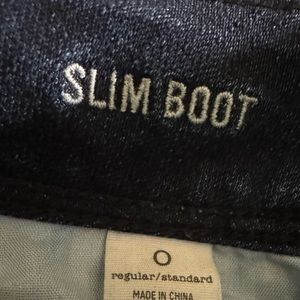 SLIM BOOT
0
regular/standard
MADE IN CHINA